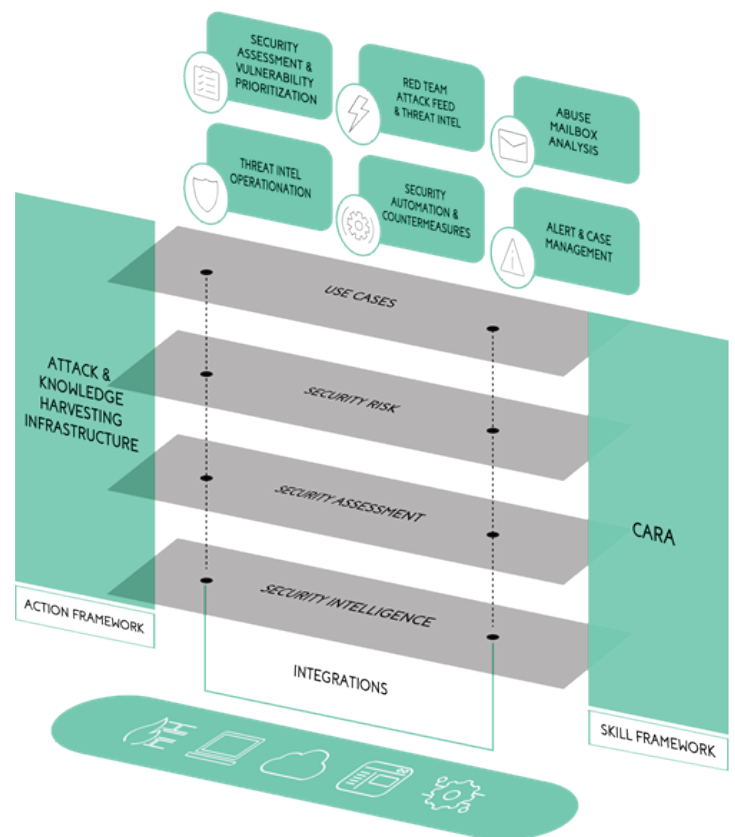 SECURITY
ASSESSMENT &
VULNERABILITY
PRIORITIZATION
RED TEAM
ATTACK FEED
& THREAT INTEL
ABUSE
MAILBOX
ANALYSIS
THREAT INTEL
OPERATIONATION
SECURITY
AUTOMATION &
COUNTERMEASURES
ALERT & CASE
MANAGEMENT
USE CASES
SECURITY RISK
SECURITY ASSESSMENT
SECURITY INTELLIGENCE
ATTACK &
KNOWLEDGE
HARVESTING
INFRASTRUCTURE
ACTION FRAMEWORK
CARA
SKILL FRAMEWORK
INTEGRATIONS